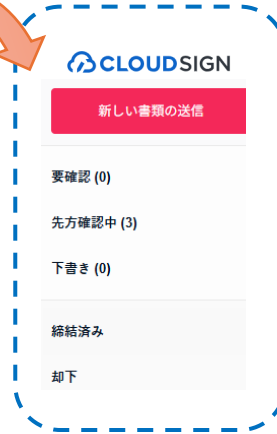 CLOUDSIGN
新しい書類の送信
要確認 (0)
先方確認中 (3)
下書き (0)
締結済み
却下